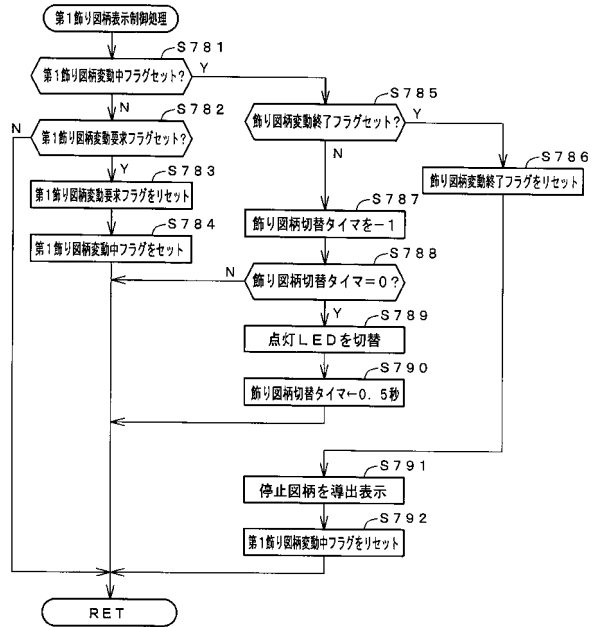 第1飾り図柄表示制御処理
S781
第1飾り図柄変動中フラグセット?
Y
N
S782
N
第1飾り図柄変動要求フラグセット?
Y
S783
第1飾り図柄変動要求フラグをリセット
S784
第1飾り図柄変動中フラグをセット
S785
飾り図柄変動終了フラグセット?
Y
N
S786
飾り図柄変動終了フラグをリセット
S787
飾り図柄切替タイマを-1
S788
N
飾り図柄切替タイマ=0?
Y
S789
点灯LEDを切替
S790
飾り図柄切替タイマ←0.5秒
S791
停止図柄を導出表示
S792
第1飾り図柄変動中フラグをリセット
RET